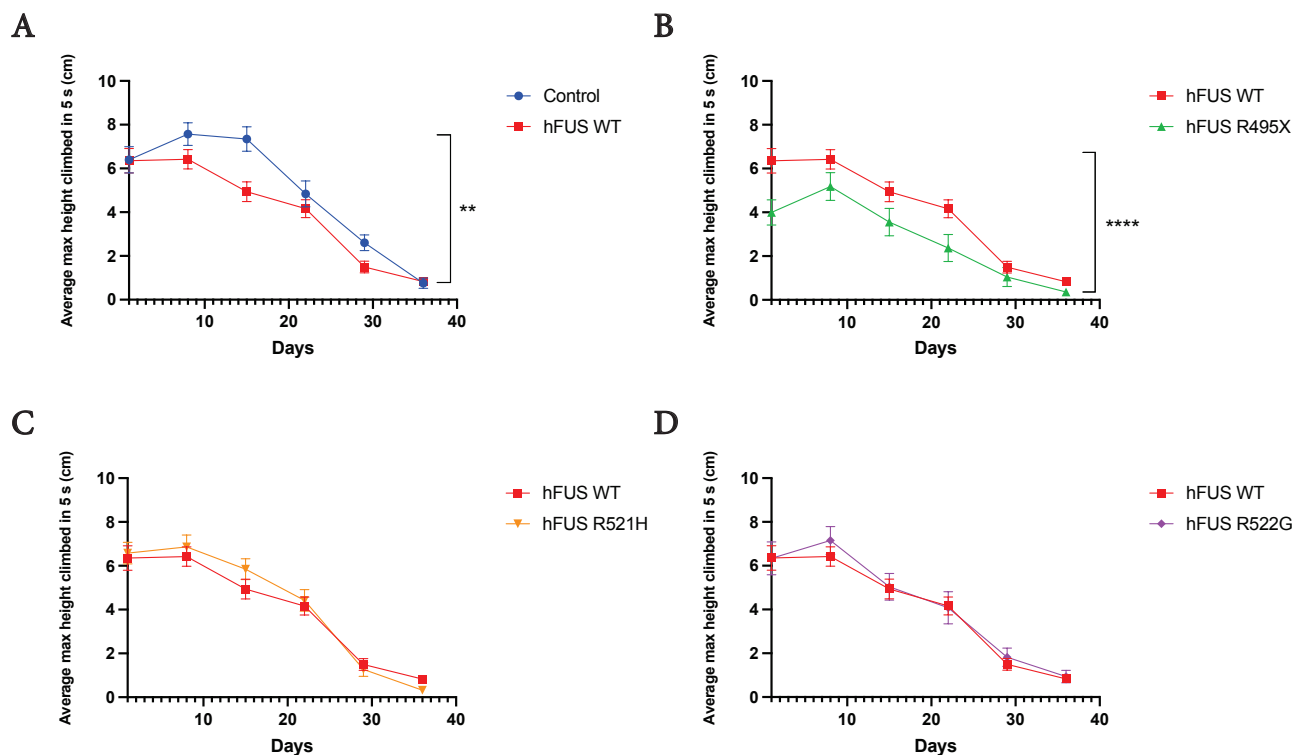 A
Average max height climbed in 5 s (cm)
10
8
6
4
2
0
10
20
30
40
Days
Control
hFUS WT
**
B
Average max height climbed in 5 s (cm)
10
8
6
4
2
0
10
20
30
40
Days
hFUS WT
hFUS R495X
****
C
Average max height climbed in 5 s (cm)
10
8
6
4
2
0
10
20
30
40
Days
hFUS WT
hFUS R521H
D
Average max height climbed in 5 s (cm)
10
8
6
4
2
0
10
20
30
40
Days
hFUS WT
hFUS R522G